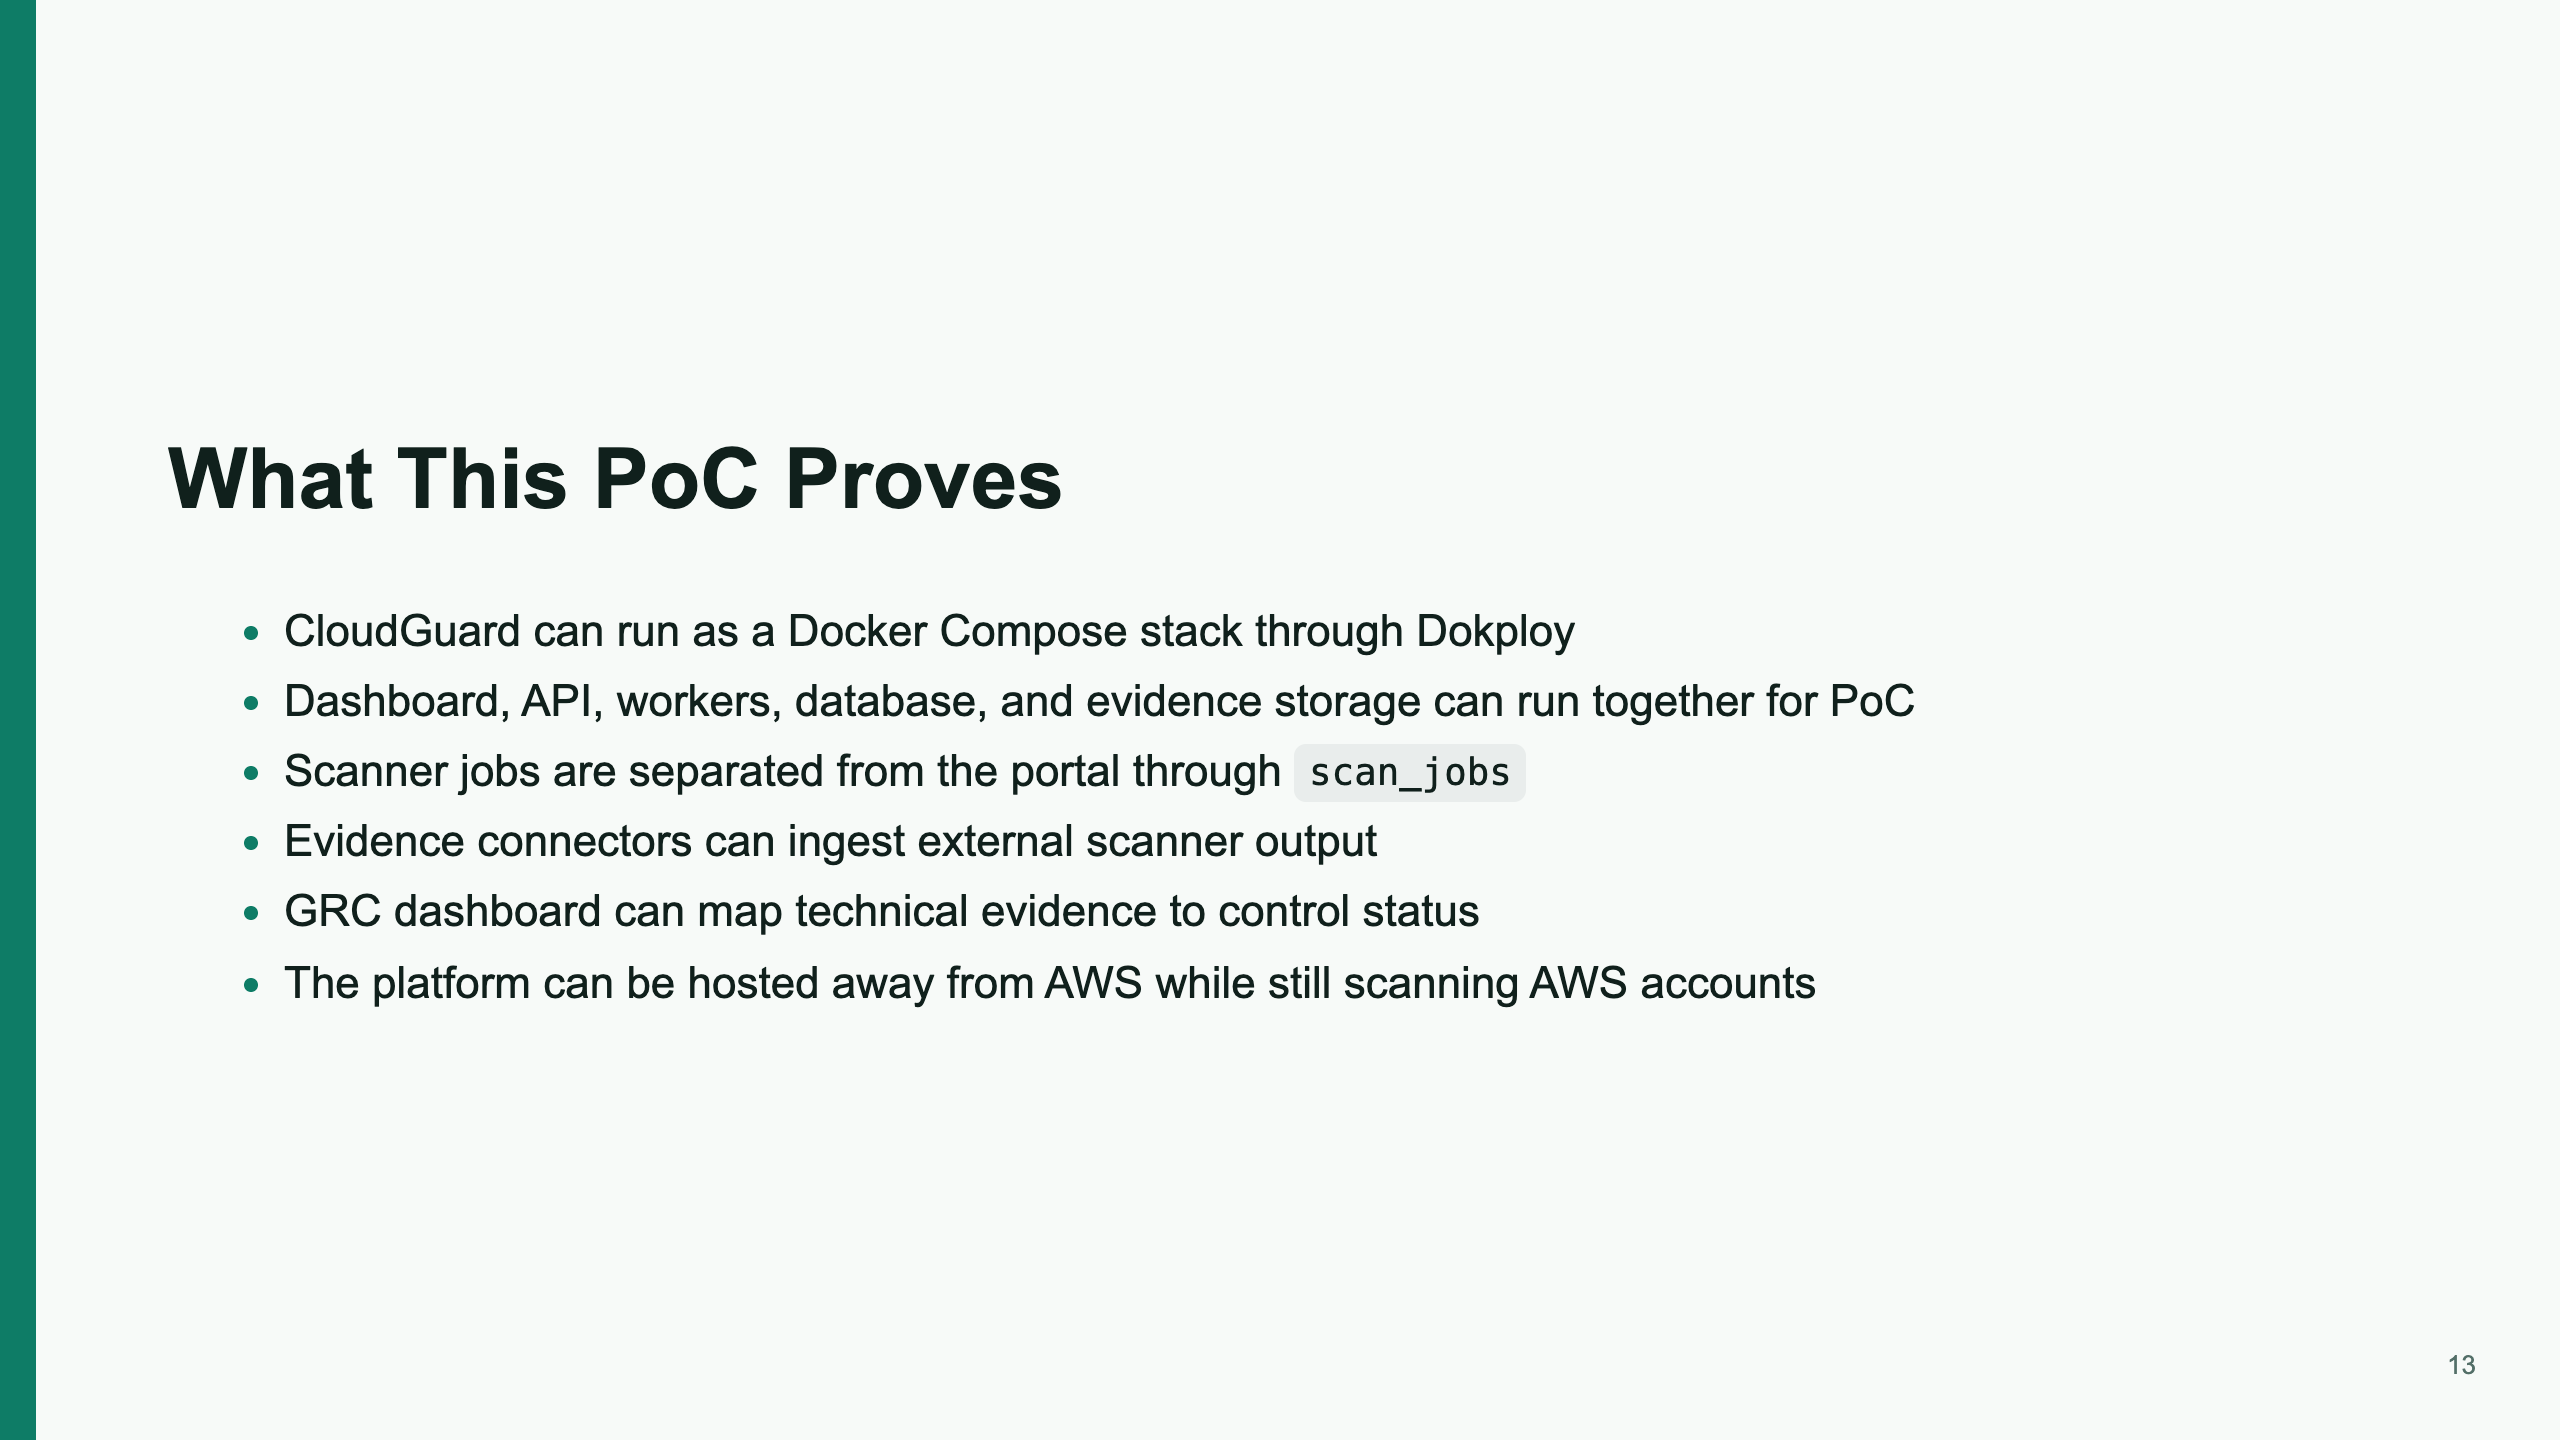 What This PoC Proves
• CloudGuard can run as a Docker Compose stack through Dokploy
• Dashboard, API, workers, database, and evidence storage can run together for PoC
• Scanner jobs are separated from the portal through scan_jobs
• Evidence connectors can ingest external scanner output
• GRC dashboard can map technical evidence to control status
• The platform can be hosted away from AWS while still scanning AWS accounts
13